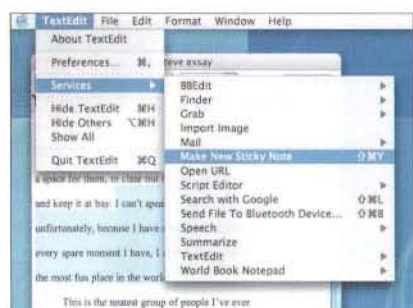 TextEdit File Edit Format Window Help
About TextEdit
Preferences... ⌘,
Services
Hide TextEdit ⌘H
Hide Others ⌥⌘H
Show All
Quit TextEdit ⌘Q
eve essay
BBEdit
Finder
Grab
Import Image
Mail
Make New Sticky Note ⇧⌘Y
Open URL
Script Editor
Search with Google ⇧⌘L
Send File To Bluetooth Device... ⇧⌘B
Speech
Summarize
TextEdit
World Book Notepad
a space for them, to clear out
and keep it at bay. I can't
unfortunately, because I have
every spare moment I have, I
the most fun place in the
This is the neatest group of people I've ever